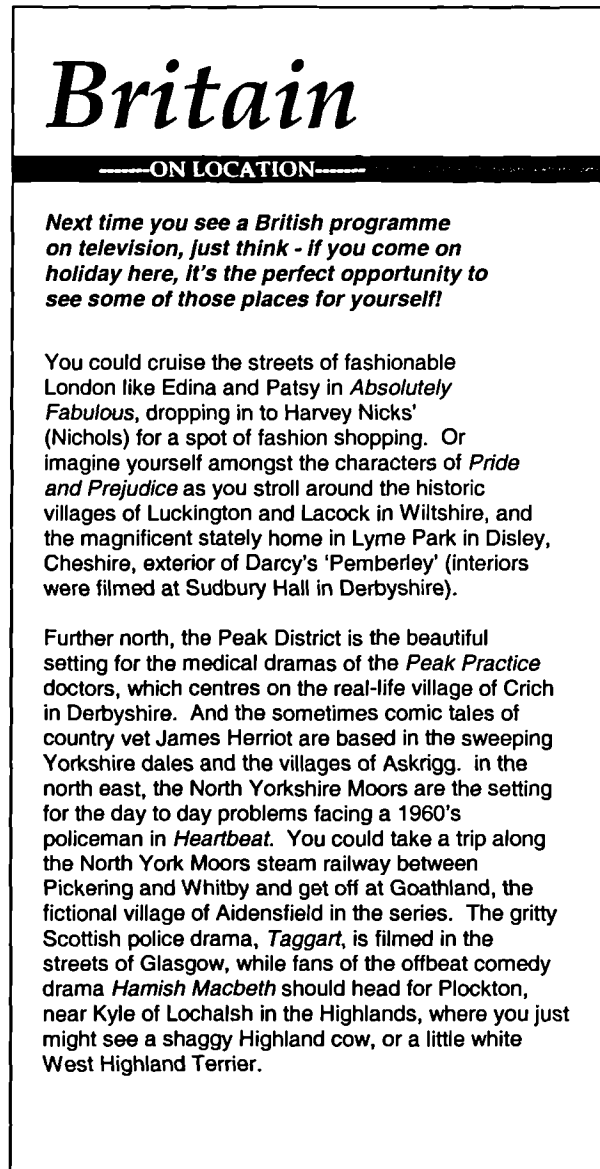 Britain
-------ON LOCATION-------
Next time you see a British programme
on television, just think - if you come on
holiday here, it's the perfect opportunity to
see some of those places for yourself!
You could cruise the streets of fashionable
London like Edina and Patsy in Absolutely
Fabulous, dropping in to Harvey Nicks'
(Nichols) for a spot of fashion shopping. Or
imagine yourself amongst the characters of Pride
and Prejudice as you stroll around the historic
villages of Luckington and Lacock in Wiltshire, and
the magnificent stately home in Lyme Park in Disley,
Cheshire, exterior of Darcy's 'Pemberley' (interiors
were filmed at Sudbury Hall in Derbyshire).
Further north, the Peak District is the beautiful
setting for the medical dramas of the Peak Practice
doctors, which centres on the real-life village of Crich
in Derbyshire. And the sometimes comic tales of
country vet James Herriot are based in the sweeping
Yorkshire dales and the villages of Askrigg. in the
north east, the North Yorkshire Moors are the setting
for the day to day problems facing a 1960's
policeman in Heartbeat. You could take a trip along
the North York Moors steam railway between
Pickering and Whitby and get off at Goathland, the
fictional village of Aidensfield in the series. The gritty
Scottish police drama, Taggart, is filmed in the
streets of Glasgow, while fans of the offbeat comedy
drama Hamish Macbeth should head for Plockton,
near Kyle of Lochalsh in the Highlands, where you just
might see a shaggy Highland cow, or a little white
West Highland Terrier.